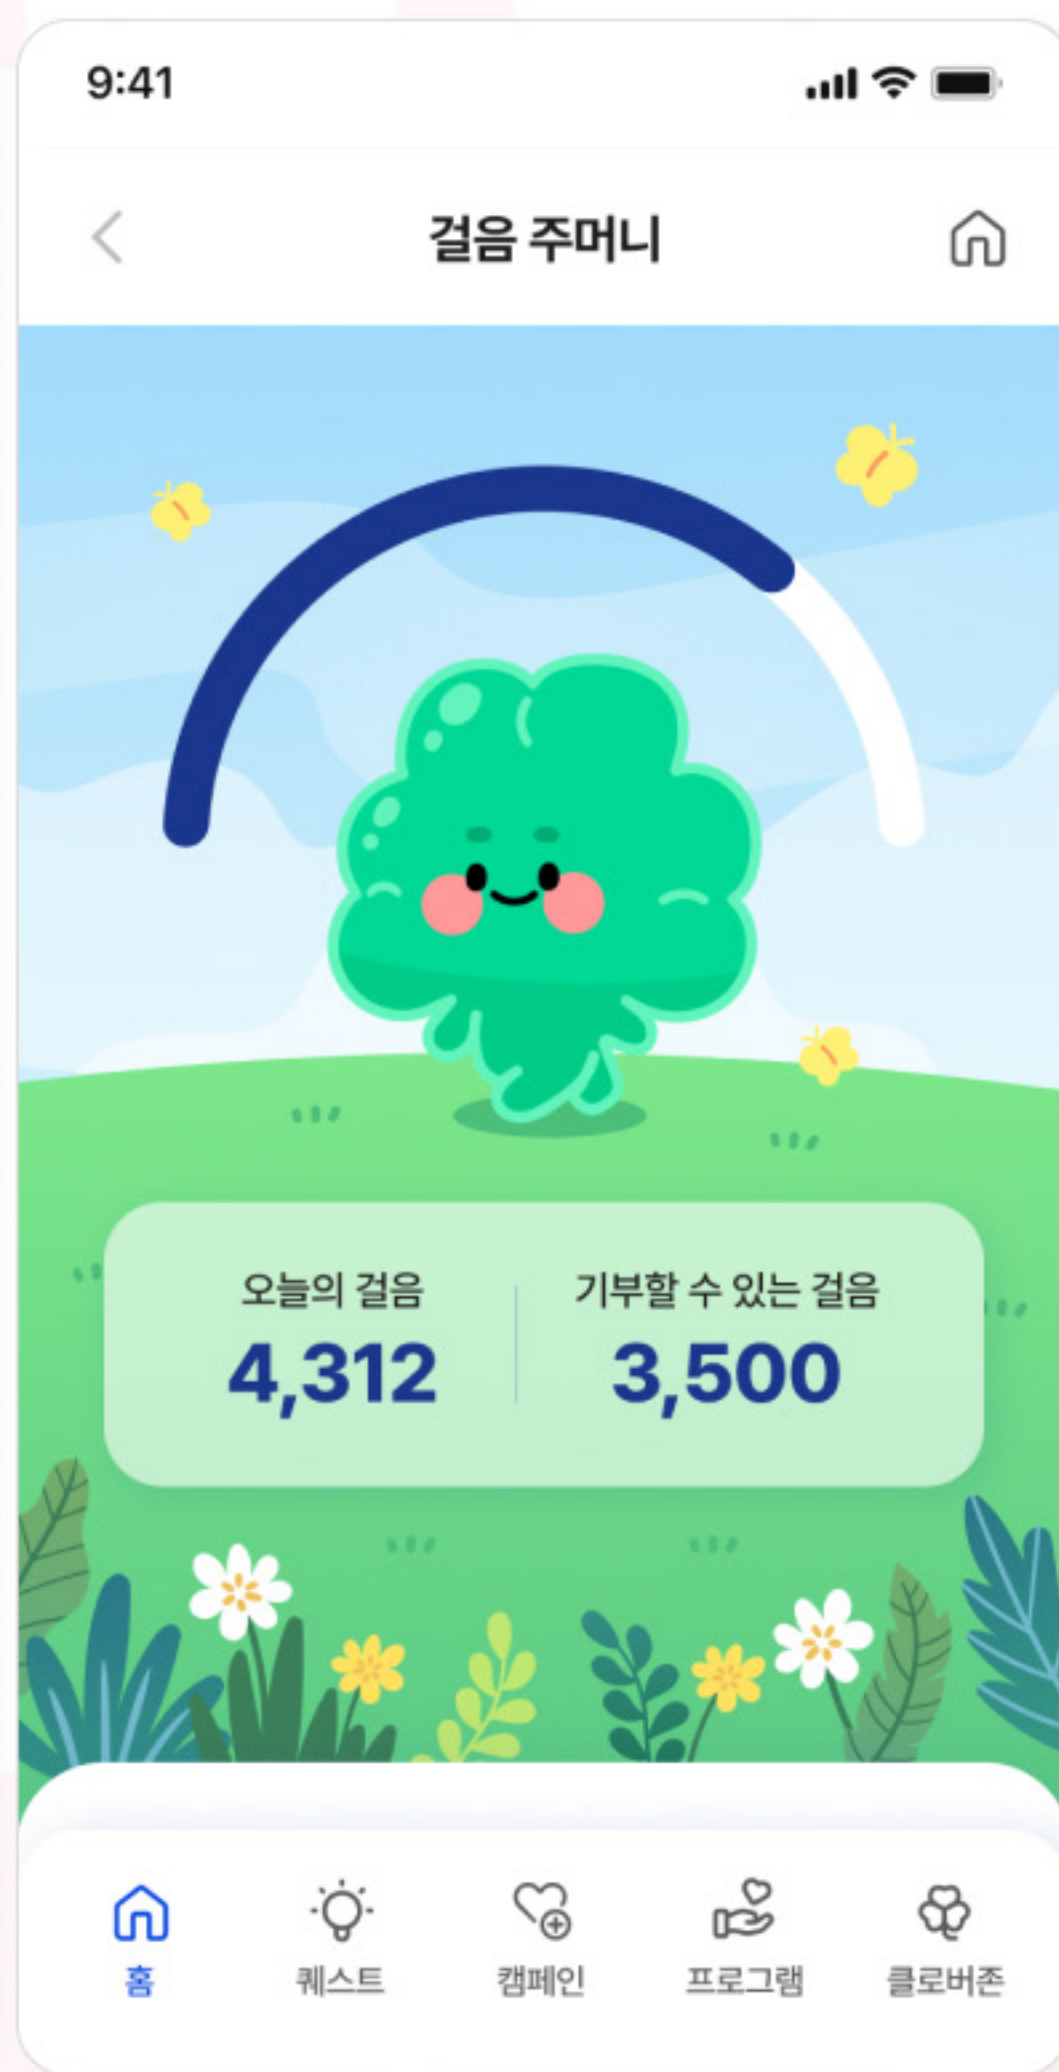 9:41
걸음 주머니
오늘의 걸음 기부할 수 있는 걸음
4,312 3,500
홈 퀘스트 캠페인 프로그램 클로버존